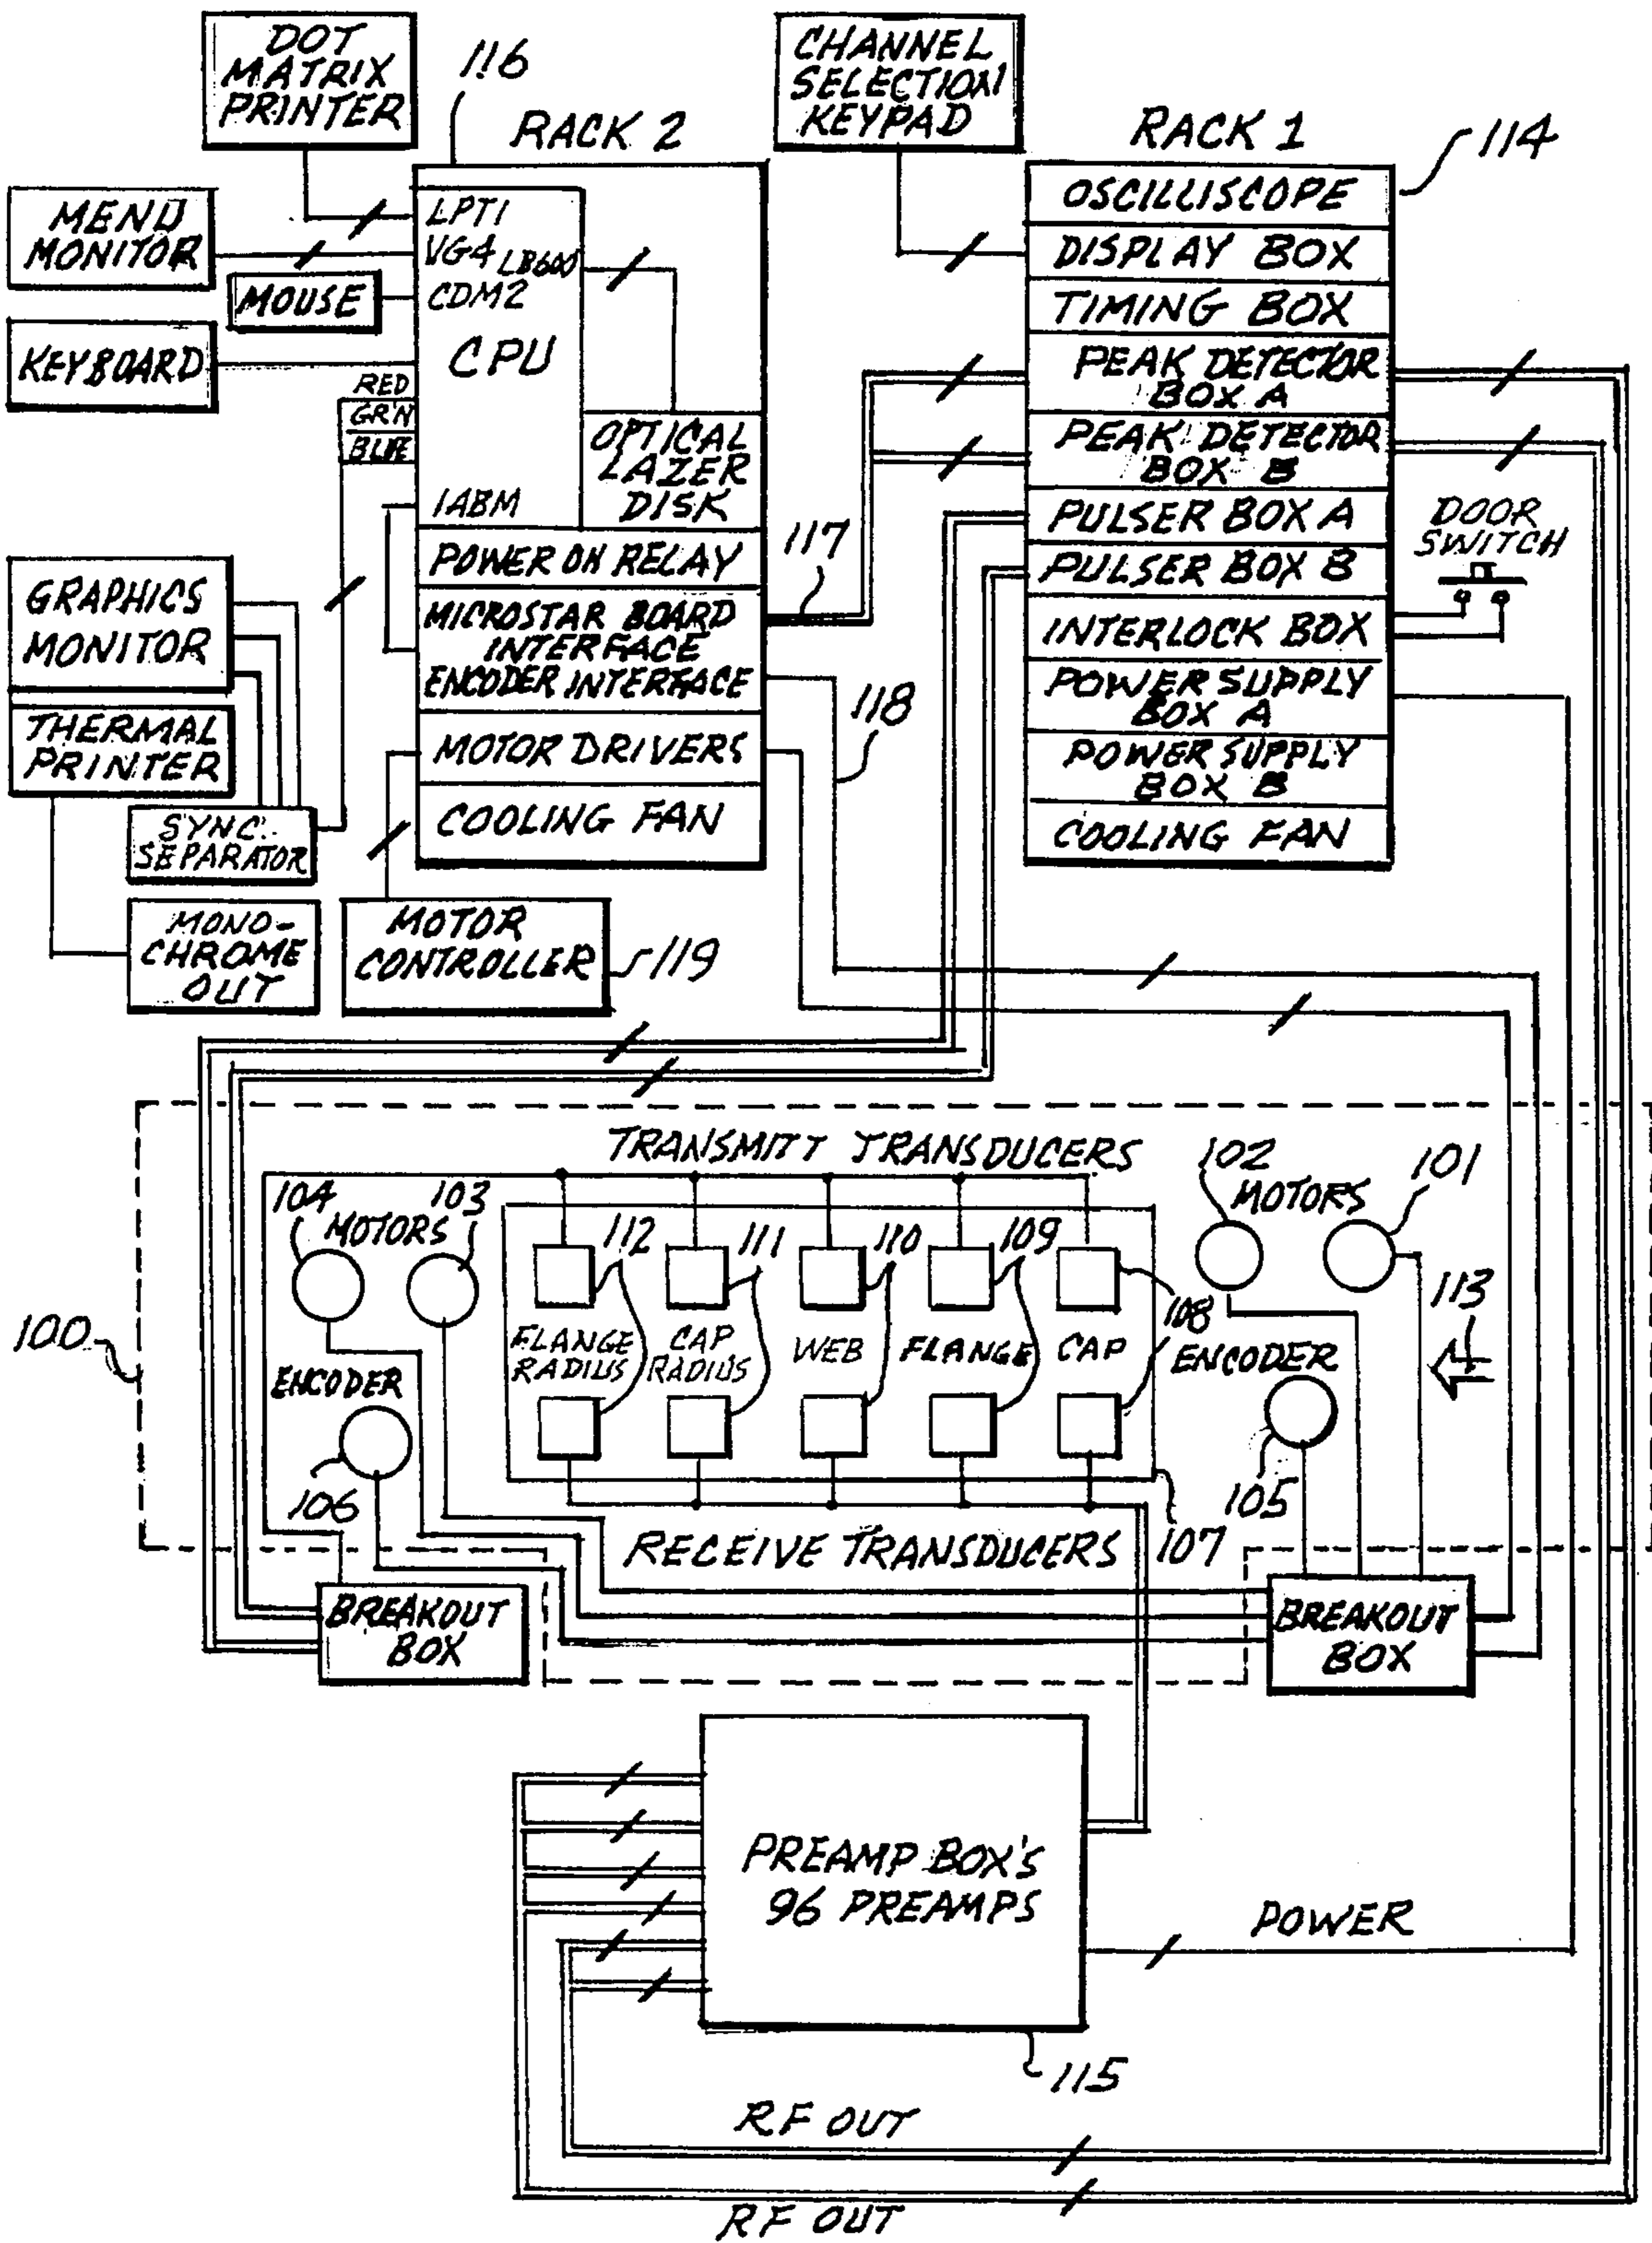 DOT
MATRIX
PRINTER
116
RACK 2
CHANNEL
SELECTION
KEYPAD
RACK 1
114
MENU
MONITOR
MOUSE
KEYBOARD
RED
GR'N
BLUE
LPT1
VG4
LB600
CDM2
CPU
OPTICAL
LAZER
DISK
IABM
POWER ON RELAY
MICROSTAR BOARD
INTERFACE
ENCODER INTERFACE
MOTOR DRIVERS
COOLING FAN
117
118
OSCILLISCOPE
DISPLAY BOX
TIMING BOX
PEAK DETECTOR
BOX A
PEAK DETECTOR
BOX B
PULSER BOX A
PULSER BOX B
INTERLOCK BOX
POWER SUPPLY
BOX A
POWER SUPPLY
BOX B
COOLING FAN
DOOR
SWITCH
GRAPHICS
MONITOR
THERMAL
PRINTER
SYNC
SEPARATOR
MONO-
CHROME
OUT
MOTOR
CONTROLLER
119
TRANSMITT TRANSDUCERS
104
MOTORS
103
112
111
110
109
108
102
MOTORS
101
113
100
FLANGE
RADIUS
CAP
RADIUS
WEB
FLANGE
CAP
ENCODER
106
ENCODER
105
RECEIVE TRANSDUCERS
107
BREAKOUT
BOX
BREAKOUT
BOX
PREAMP BOX'S
96 PREAMPS
POWER
115
RF OUT
RF OUT